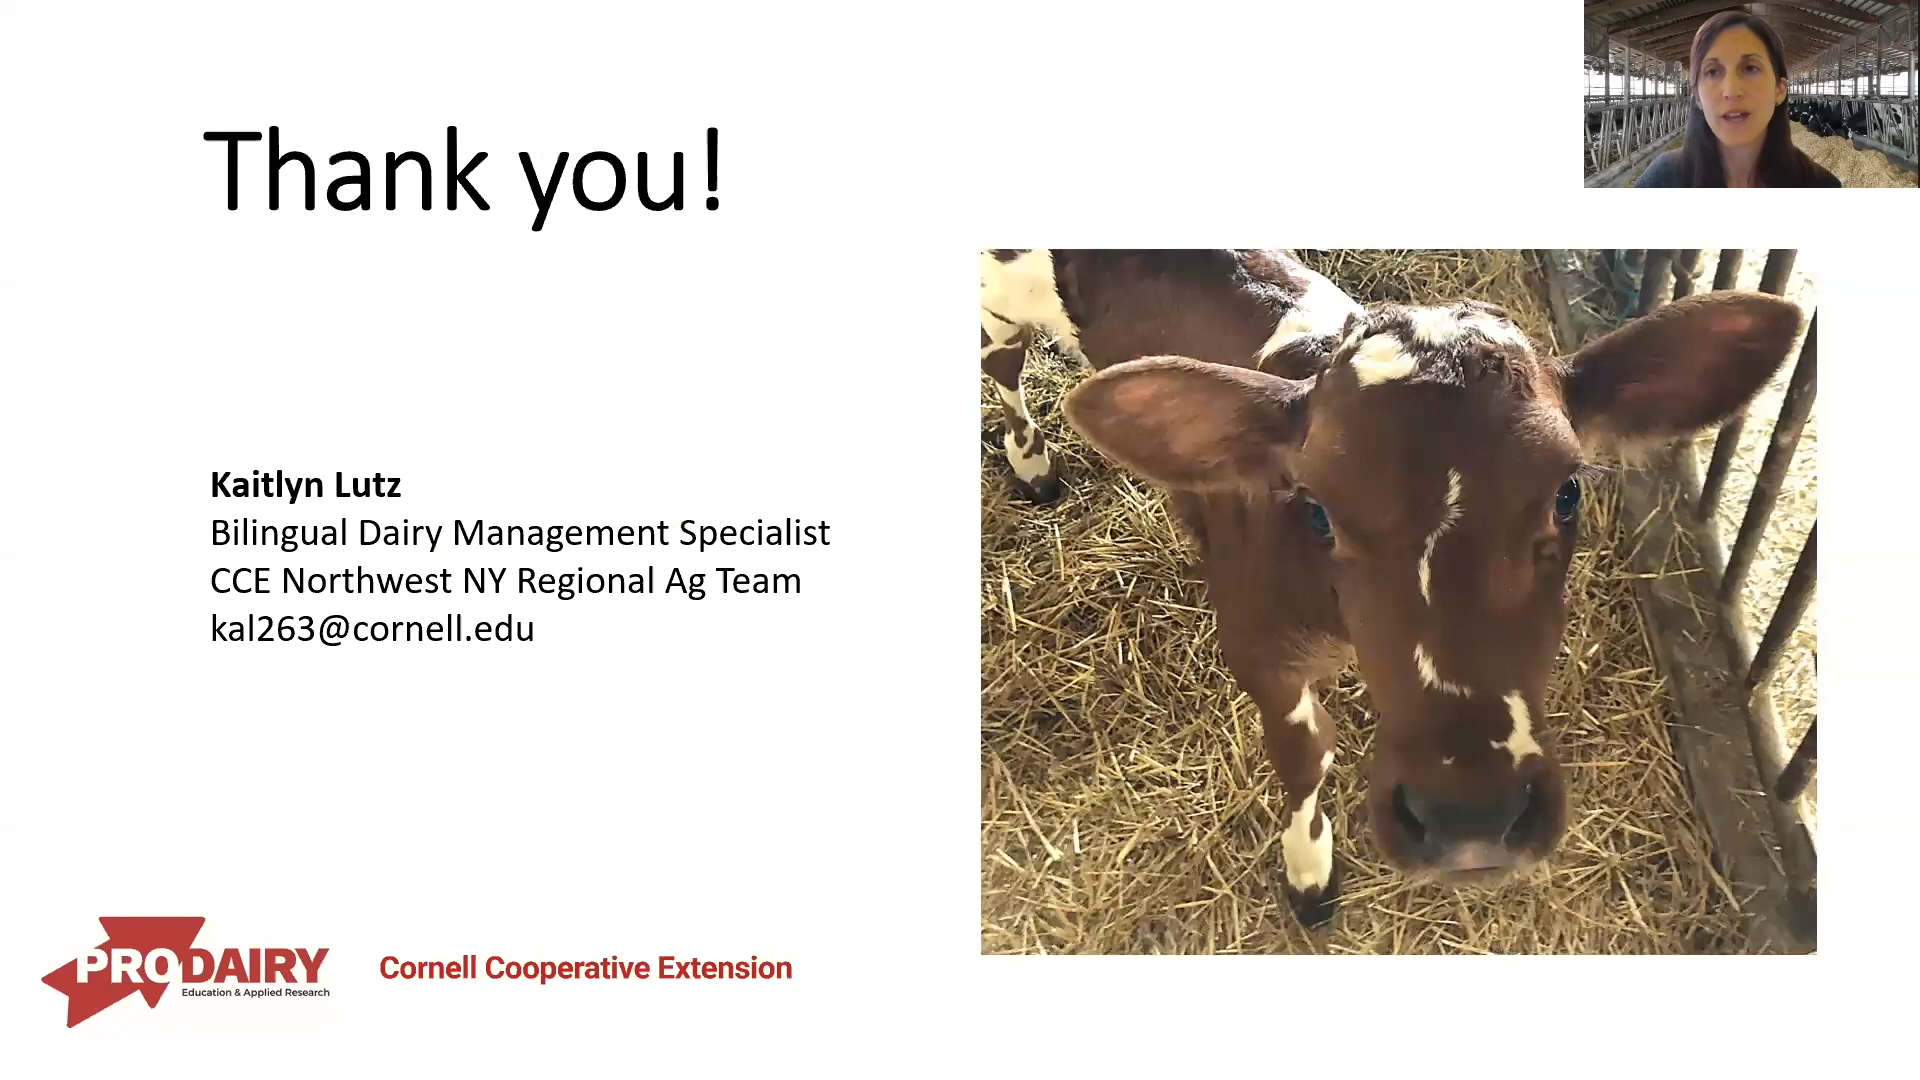 Thank you!
Kaitlyn Lutz
Bilingual Dairy Management Specialist
CCE Northwest NY Regional Ag Team
kal263@cornell.edu
PRODAIRY
Education & Applied Research
Cornell Cooperative Extension